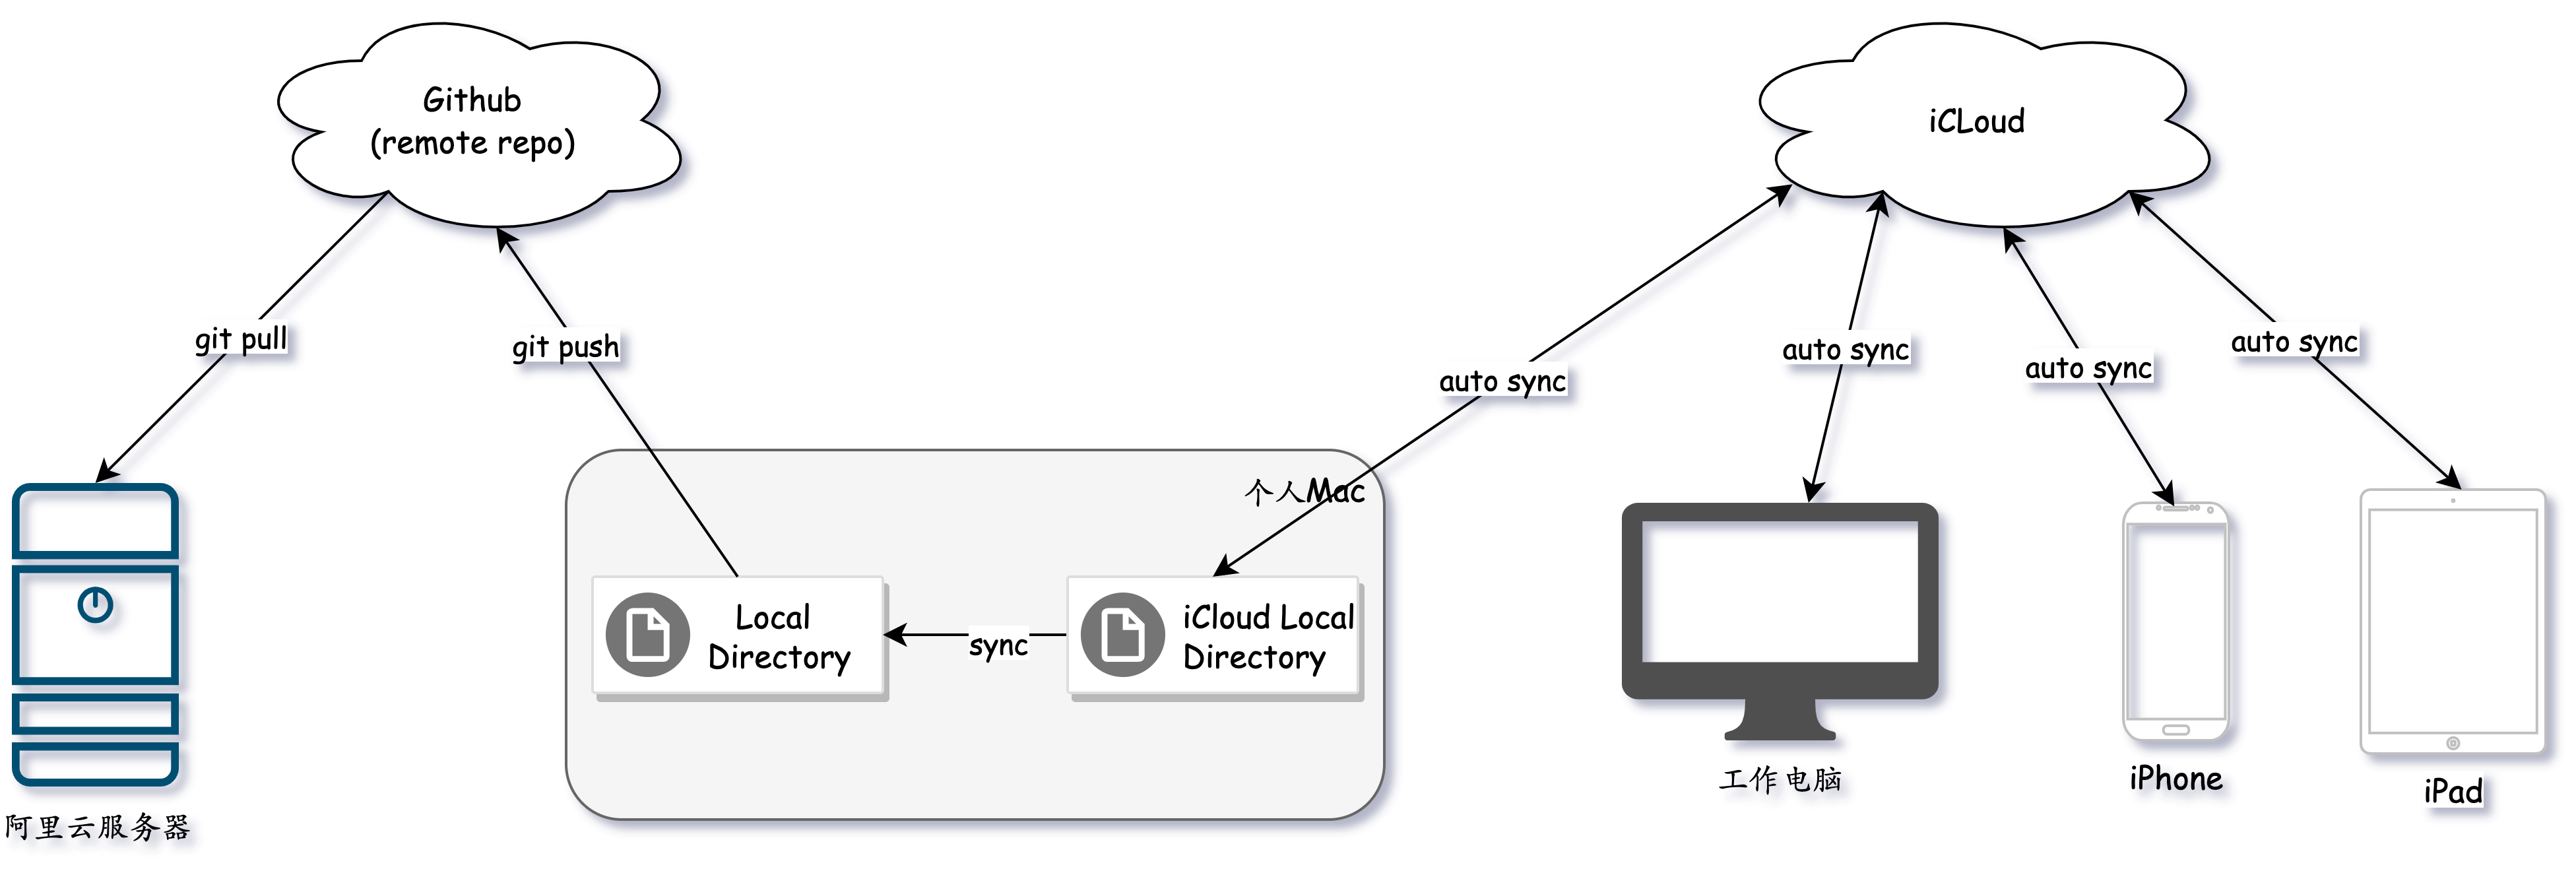 Github
(remote repo)
iCLoud
git pull
git push
auto sync
auto sync
auto sync
auto sync
个人Mac
Local
Directory
sync
iCloud Local
Directory
阿里云服务器
工作电脑
iPhone
iPad